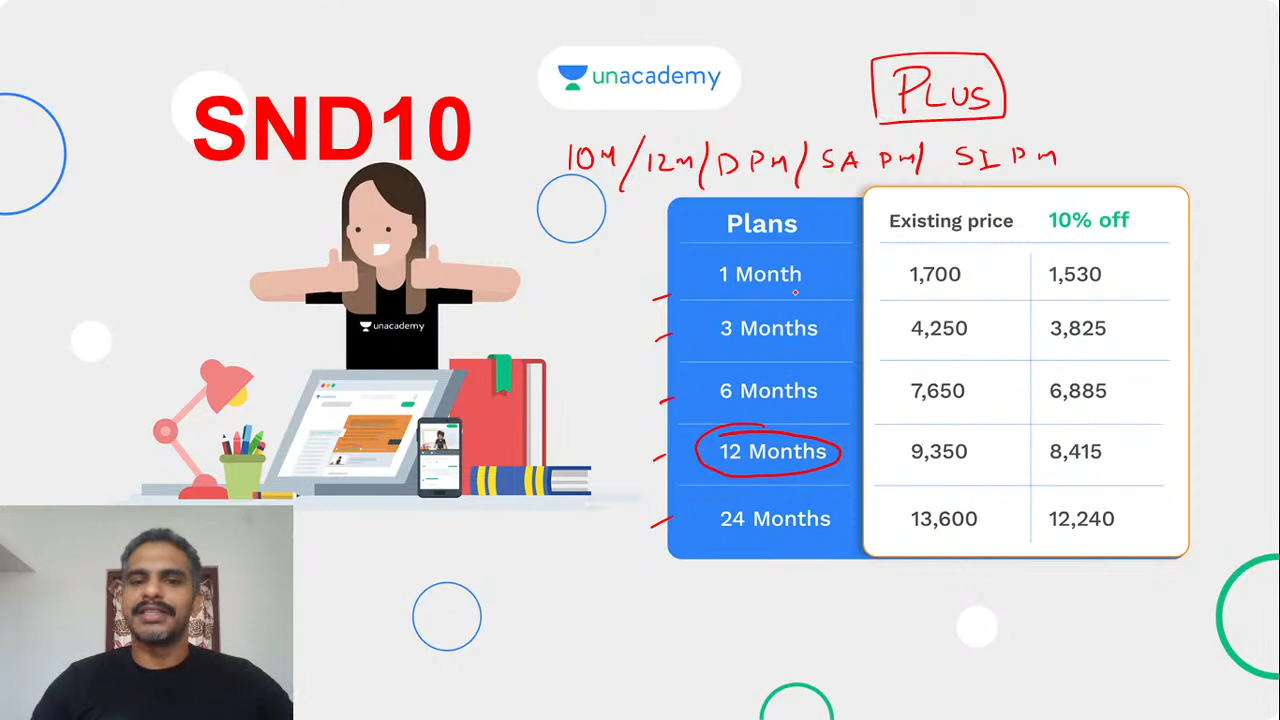 unacademy
PLUS
SND10
10M/12M/DPM/SA PM/ SI PM
Plans Existing price 10% off
1 Month 1,700 1,530
3 Months 4,250 3,825
6 Months 7,650 6,885
12 Months 9,350 8,415
24 Months 13,600 12,240
unacademy
unacademy